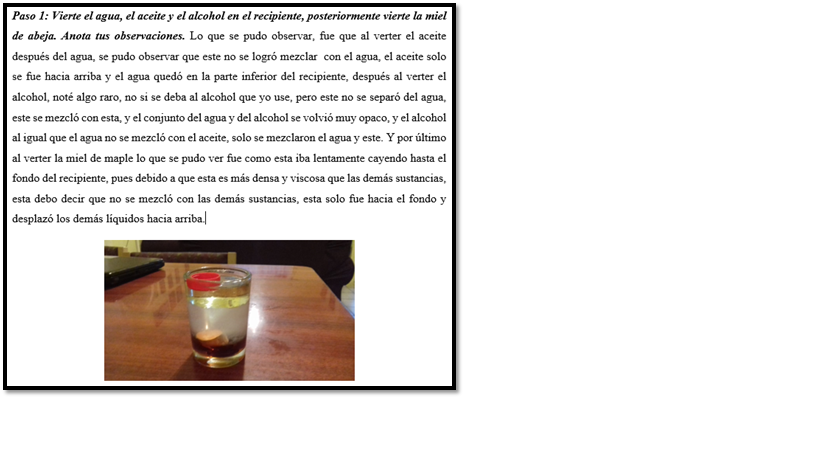 Paso 1: Vierte el agua, el aceite y el alcohol en el recipiente, posteriormente vierte la miel
de abeja. Anota tus observaciones. Lo que se pudo observar, fue que al verter el aceite
después del agua, se pudo observar que este no se logró mezclar con el agua, el aceite solo
se fue hacia arriba y el agua quedó en la parte inferior del recipiente, después al verter el
alcohol, noté algo raro, no si se deba al alcohol que yo use, pero este no se separó del agua,
este se mezcló con esta, y el conjunto del agua y del alcohol se volvió muy opaco, y el alcohol
al igual que el agua no se mezcló con el aceite, solo se mezclaron el agua y este. Y por último
al verter la miel de maple lo que se pudo ver fue como esta iba lentamente cayendo hasta el
fondo del recipiente, pues debido a que esta es más densa y viscosa que las demás sustancias,
esta debo decir que no se mezcló con las demás sustancias, esta solo fue hacia el fondo y
desplazó los demás líquidos hacia arriba.